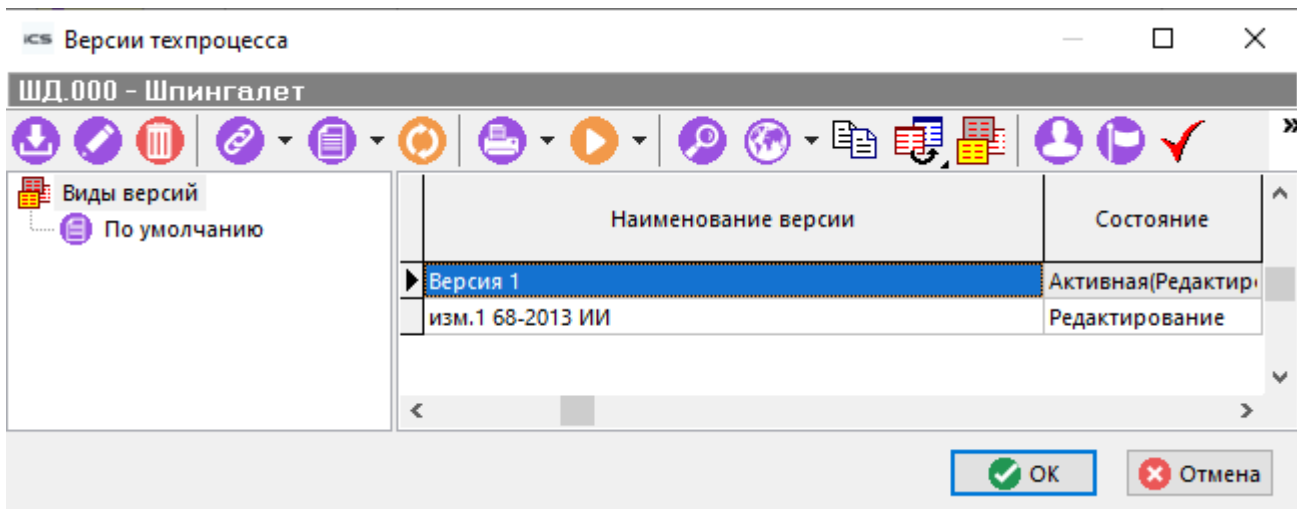 iCS Версии техпроцесса
ШД.000 - Шпингалет
Виды версий
По умолчанию
Наименование версии Состояние
Версия 1 Активная(Редактиро
изм.1 68-2013 ИИ Редактирование
OK Отмена